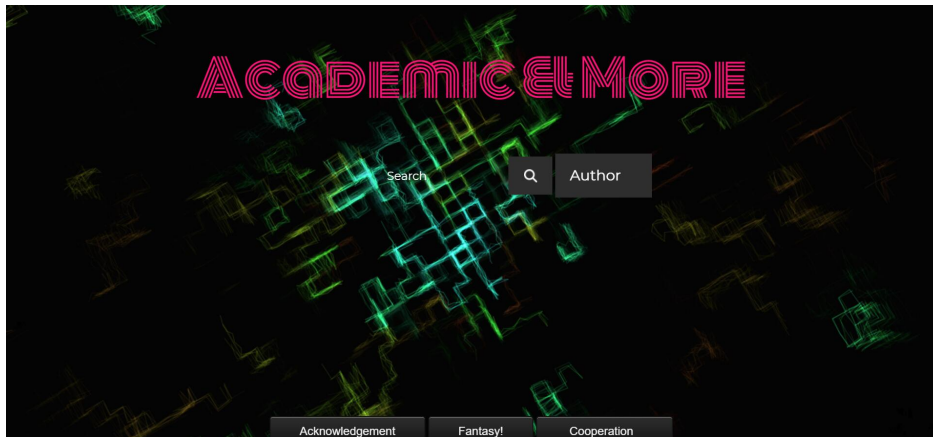 Academic & More
Search
Author
Acknowledgement
Fantasy!
Cooperation